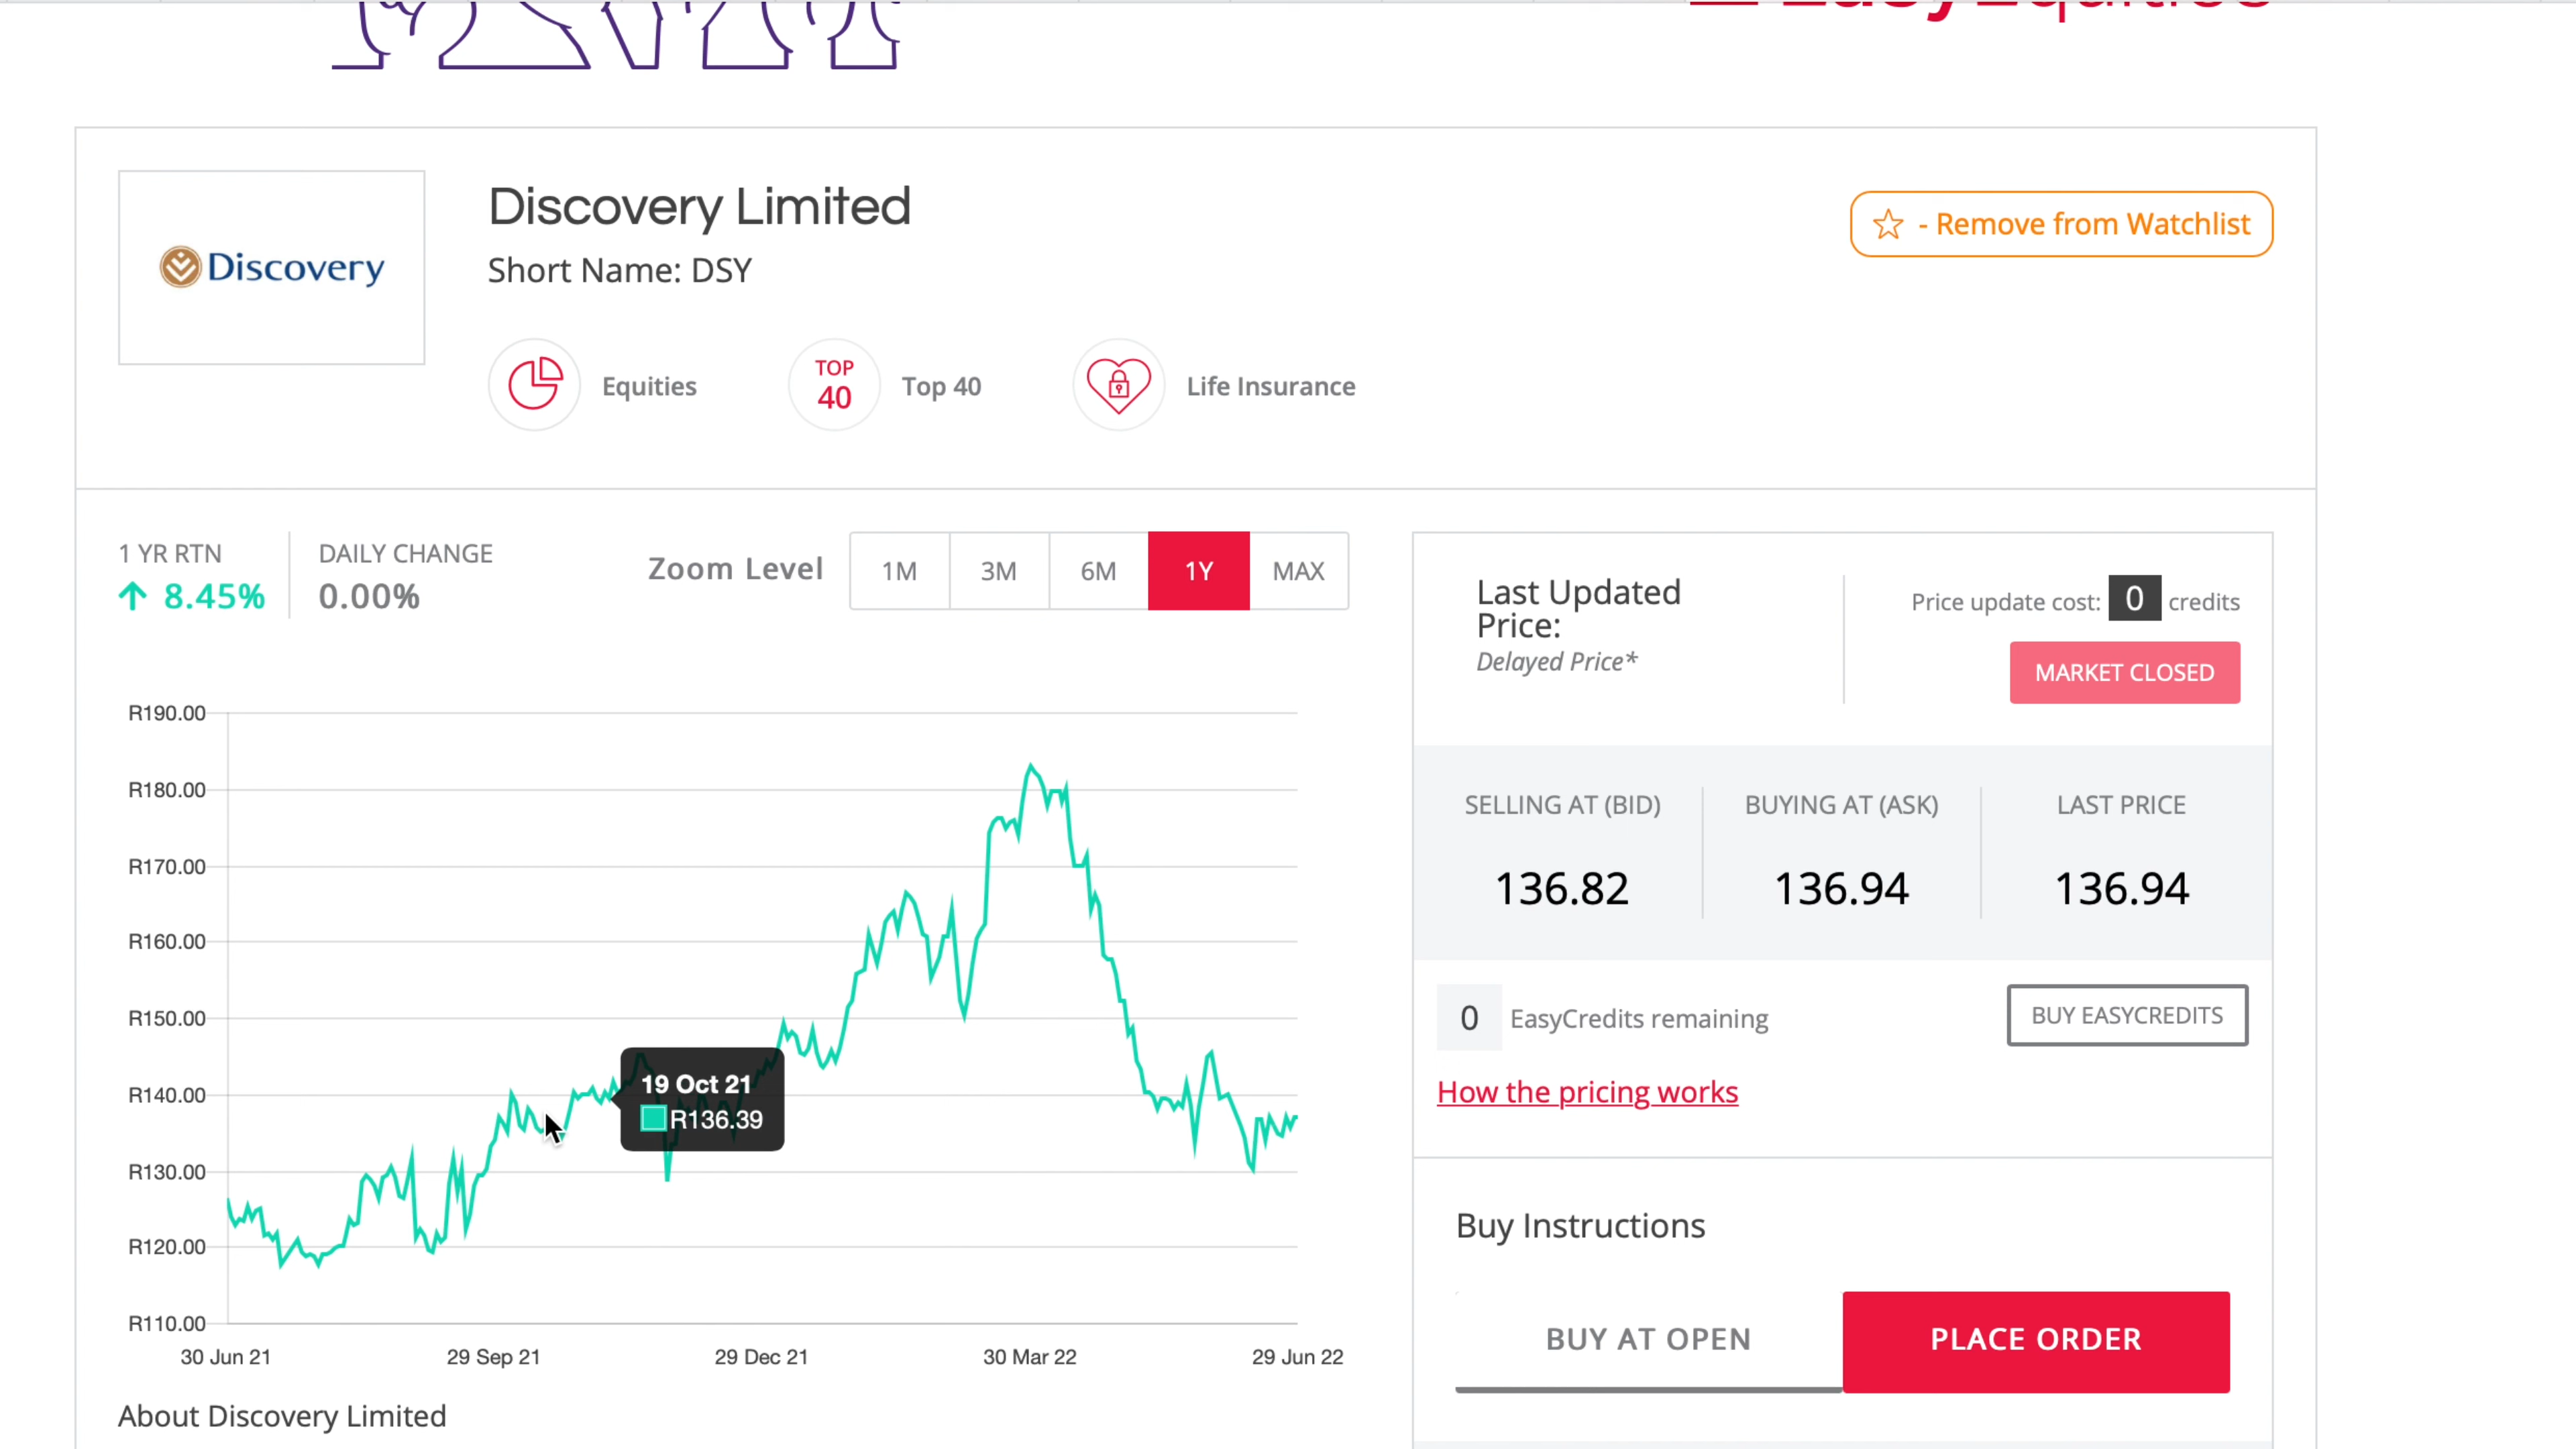 Discovery Limited
Short Name: DSY
- Remove from Watchlist
Discovery
Equities
TOP
40
Top 40
Life Insurance
1 YR RTN
8.45%
DAILY CHANGE
0.00%
Zoom Level
1M
3M
6M
1Y
MAX
R190.00
R180.00
R170.00
R160.00
R150.00
R140.00
R130.00
R120.00
R110.00
19 Oct 21
R136.39
30 Jun 21
29 Sep 21
29 Dec 21
30 Mar 22
29 Jun 22
About Discovery Limited
Last Updated
Price:
Delayed Price*
Price update cost: 0 credits
MARKET CLOSED
SELLING AT (BID)
136.82
BUYING AT (ASK)
136.94
LAST PRICE
136.94
0
EasyCredits remaining
BUY EASYCREDITS
How the pricing works
Buy Instructions
BUY AT OPEN
PLACE ORDER